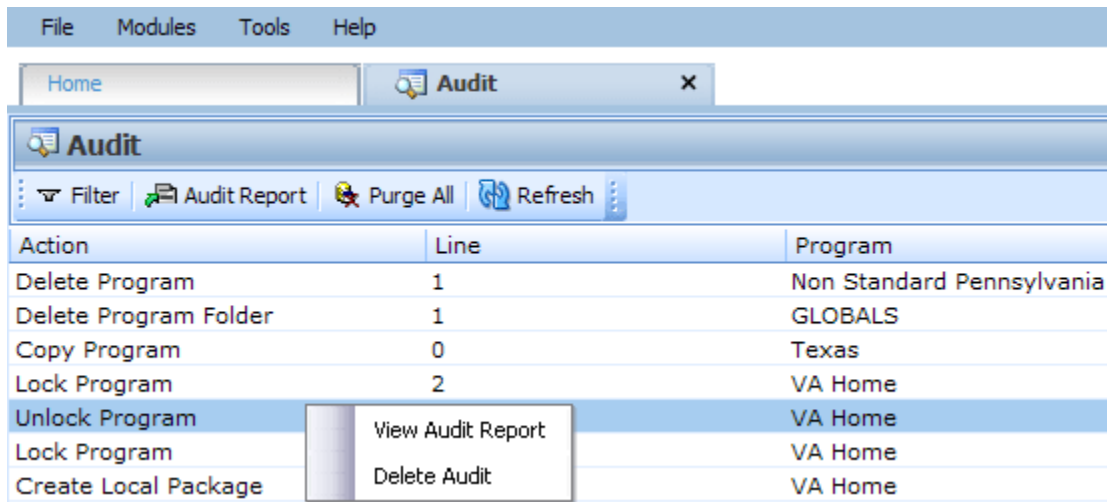 File Modules Tools Help
Home Audit x
Audit
Filter Audit Report Purge All Refresh
Action Line Program
Delete Program 1 Non Standard Pennsylvania
Delete Program Folder 1 GLOBALS
Copy Program 0 Texas
Lock Program 2 VA Home
Unlock Program VA Home
View Audit Report
Lock Program VA Home
Delete Audit
Create Local Package VA Home